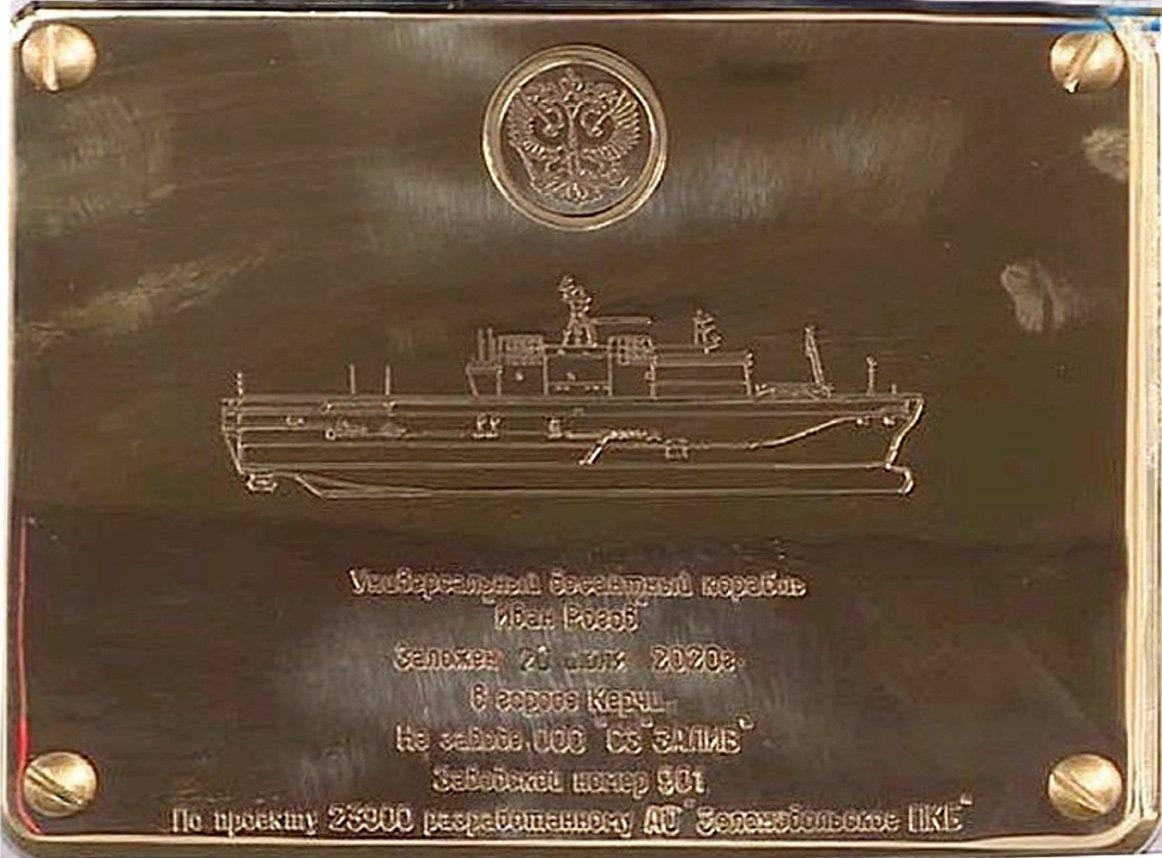 Универсальный десантный корабль
"Иван Рогов"
Заложен 20 июля 2020г.
в городе Керчи
На заводе ООО "СЗ "ЗАЛИВ"
Заводской номер 901
По проекту 23900 разработанному АО "Зеленодольское ПКБ"